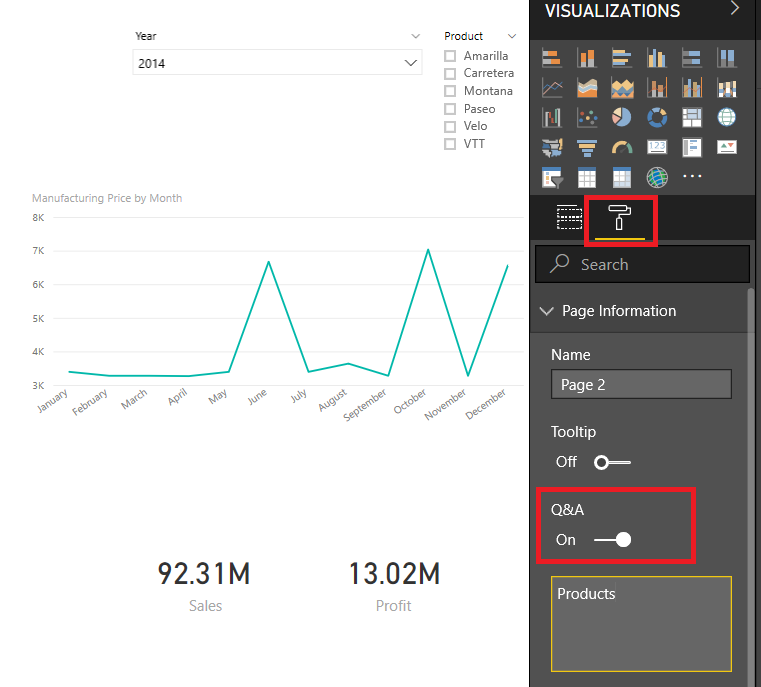 VISUALIZATIONS
Year
2014
Product
Amarilla
Carretera
Montana
Paseo
Velo
VTT
123
Manufacturing Price by Month
8K
7K
6K
5K
4K
3K
January
February
March
April
May
June
July
August
September
October
November
December
92.31M
Sales
13.02M
Profit
Search
Page Information
Name
Page 2
Tooltip
Off
Q&A
On
Products